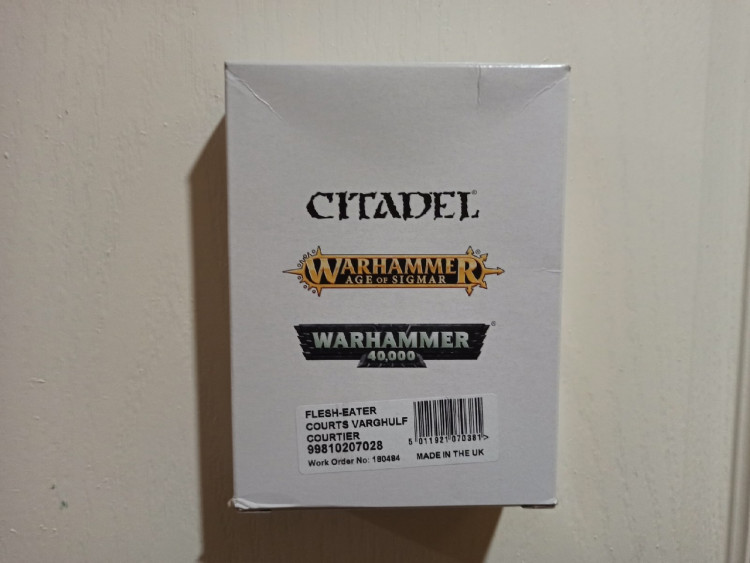 CITADEL®
WARHAMMER®
AGE OF SIGMAR
WARHAMMER®
40,000
FLESH-EATER
COURTS VARGHULF
COURTIER
99810207028
Work Order No: 180484
5 011921 070381 >
MADE IN THE UK